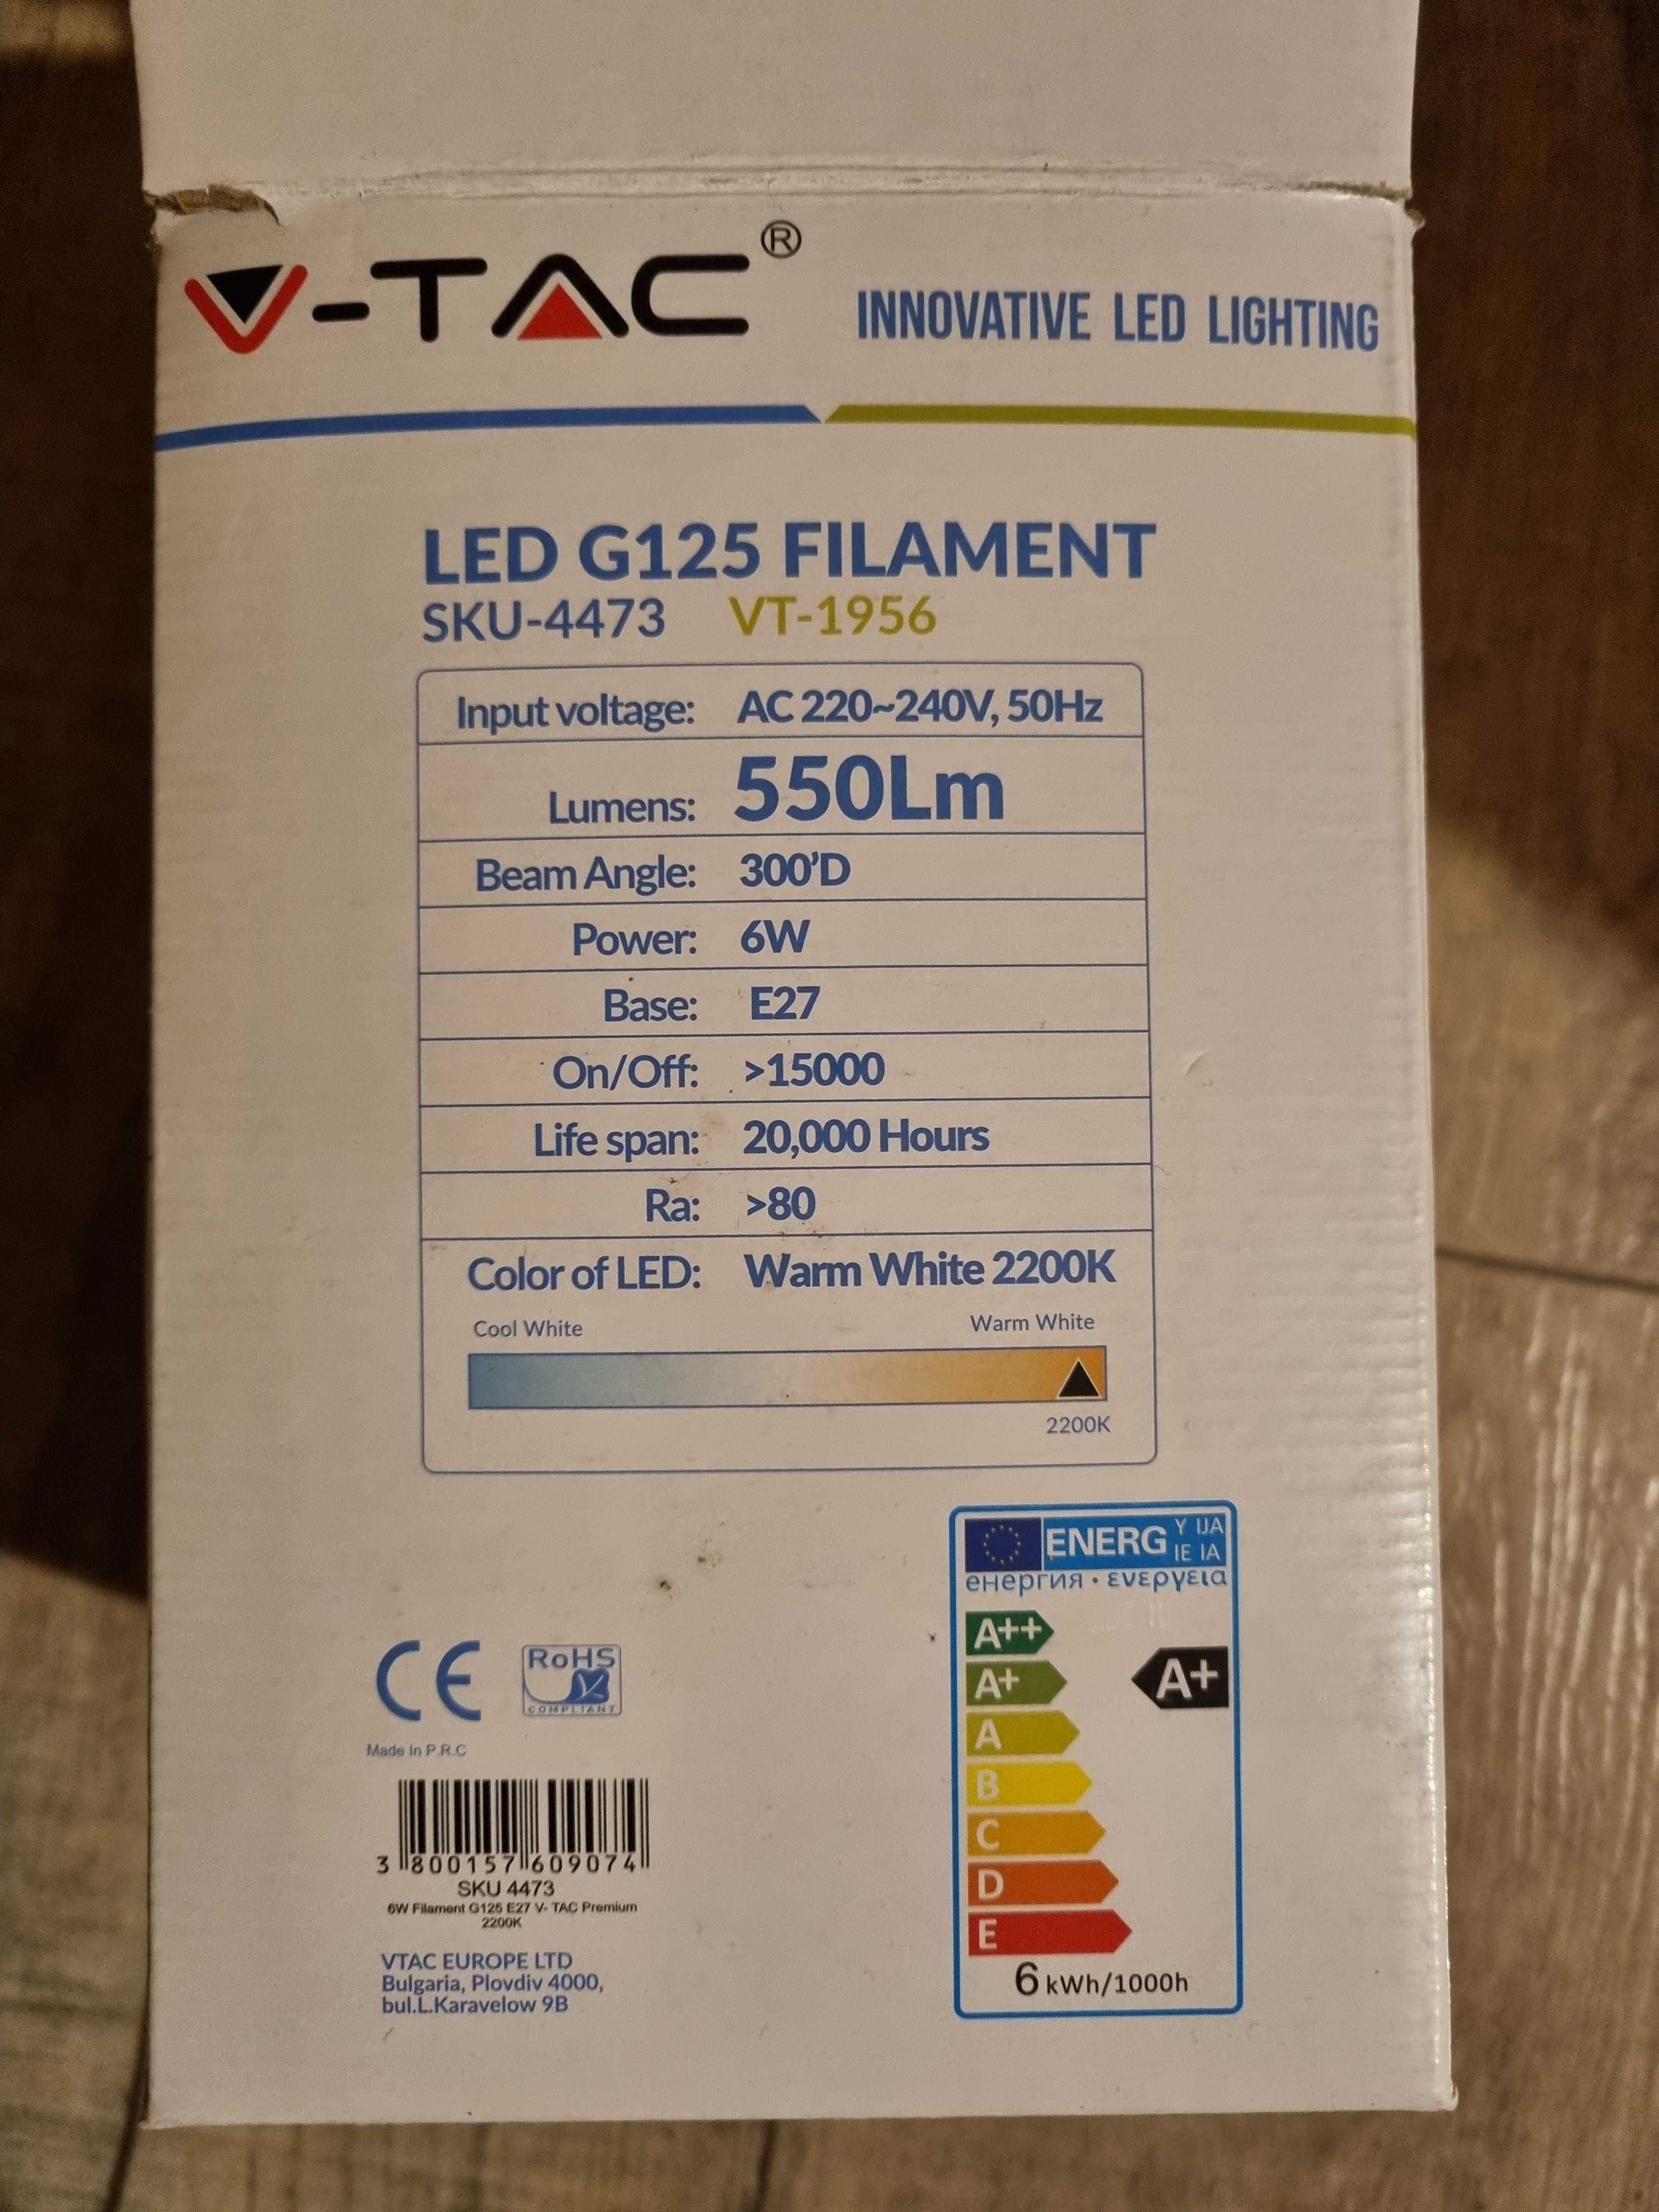 V-TAC®
INNOVATIVE LED LIGHTING
LED G125 FILAMENT
SKU-4473 VT-1956
Input voltage: AC 220~240V, 50Hz
Lumens: 550Lm
Beam Angle: 300'D
Power: 6W
Base: E27
On/Off: >15000
Life span: 20,000 Hours
Ra: >80
Color of LED: Warm White 2200K
Cool White Warm White
2200K
ENERG Y IJA
IE IA
енергия · ενεργεια
A++
A+ A+
A
B
C
D
E
6 kWh/1000h
CE RoHS
COMPLIANT
Made in P.R.C
3 800157 609074
SKU 4473
6W Filament G125 E27 V- TAC Premium
2200K
VTAC EUROPE LTD
Bulgaria, Plovdiv 4000,
bul.L.Karavelow 9B